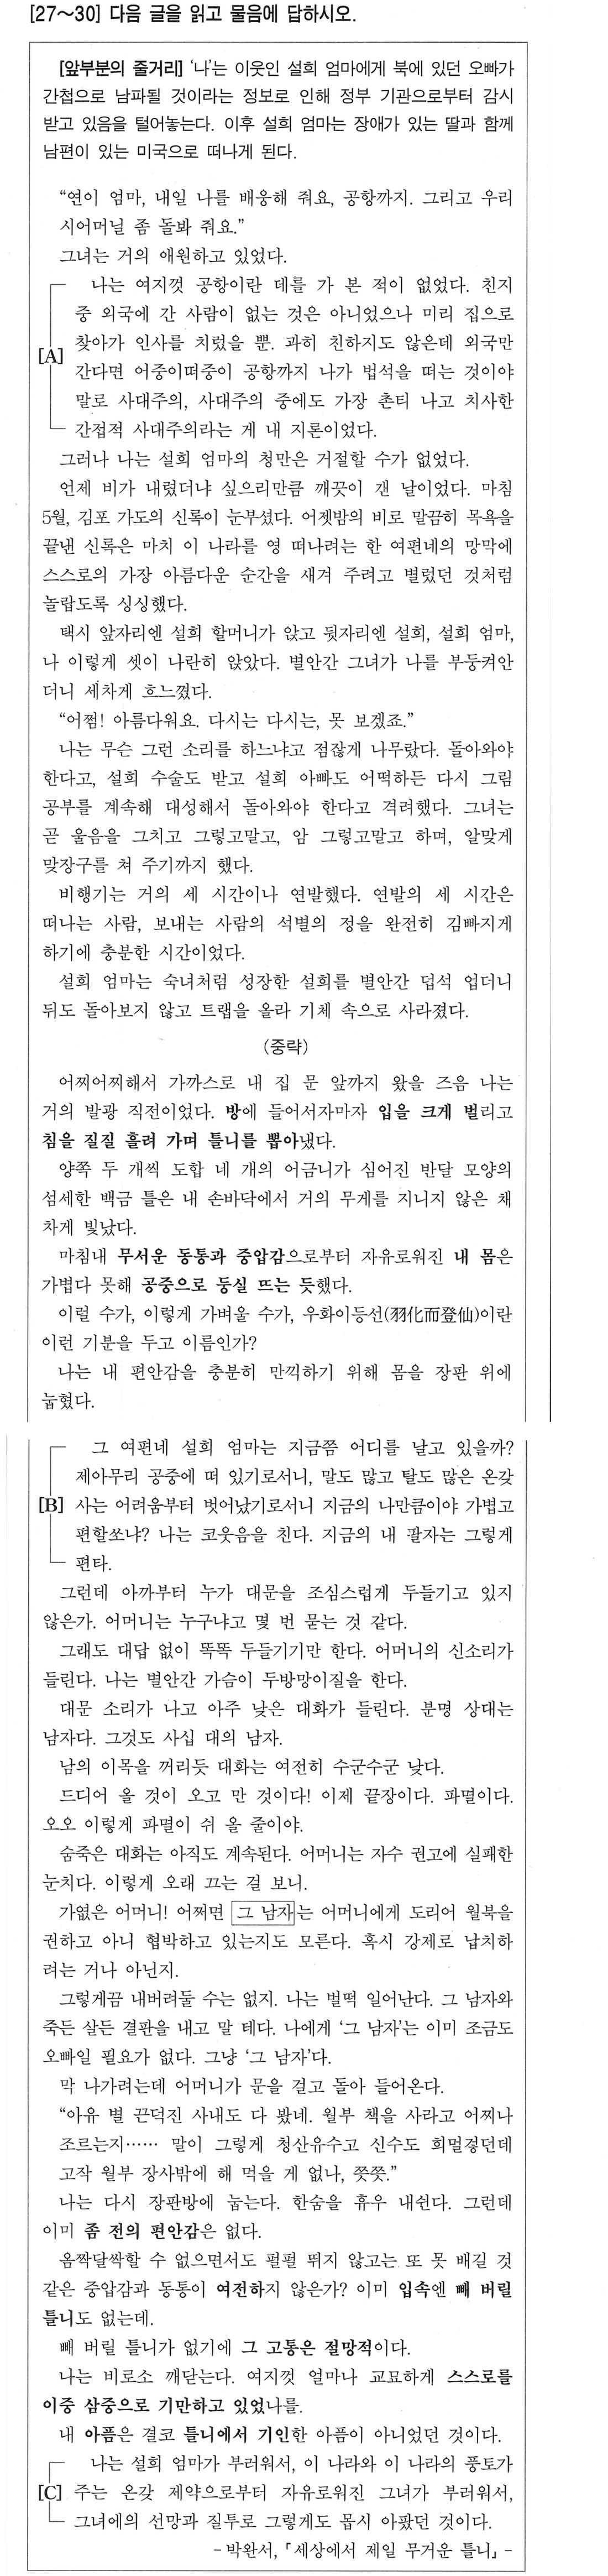 [27~30] 다음 글을 읽고 물음에 답하시오.
[앞부분의 줄거리] ‘나’는 이웃인 설희 엄마에게 북에 있던 오빠가
간첩으로 남파될 것이라는 정보로 인해 정부 기관으로부터 감시
받고 있음을 털어놓는다. 이후 설희 엄마는 장애가 있는 딸과 함께
남편이 있는 미국으로 떠나게 된다.
“연이 엄마, 내일 나를 배웅해 줘요, 공항까지. 그리고 우리
시어머닐 좀 돌봐 줘요.”
그녀는 거의 애원하고 있었다.
나는 여지껏 공항이란 데를 가 본 적이 없었다. 친지
중 외국에 간 사람이 없는 것은 아니었으나 미리 집으로
찾아가 인사를 치렀을 뿐. 과히 친하지도 않은데 외국만
[A] 간다면 어중이떠중이 공항까지 나가 법석을 떠는 것이야
말로 사대주의, 사대주의 중에도 가장 촌티 나고 치사한
간접적 사대주의라는 게 내 지론이었다.
그러나 나는 설희 엄마의 청만은 거절할 수가 없었다.
언제 비가 내렸더냐 싶으리만큼 깨끗이 갠 날이었다. 마침
5월, 김포 가도의 신록이 눈부셨다. 어젯밤의 비로 말끔히 목욕을
끝낸 신록은 마치 이 나라를 영 떠나려는 한 여편네의 망막에
스스로의 가장 아름다운 순간을 새겨 주려고 별렀던 것처럼
놀랍도록 싱싱했다.
택시 앞자리엔 설희 할머니가 앉고 뒷자리엔 설희, 설희 엄마,
나 이렇게 셋이 나란히 앉았다. 별안간 그녀가 나를 부둥켜안
더니 세차게 흐느꼈다.
“어쩜! 아름다워요. 다시는 다시는, 못 보겠죠.”
나는 무슨 그런 소리를 하느냐고 점잖게 나무랐다. 돌아와야
한다고, 설희 수술도 받고 설희 아빠도 어떡하든 다시 그림
공부를 계속해 대성해서 돌아와야 한다고 격려했다. 그녀는
곧 울음을 그치고 그렇고말고, 암 그렇고말고 하며, 알맞게
맞장구를 쳐 주기까지 했다.
비행기는 거의 세 시간이나 연발했다. 연발의 세 시간은
떠나는 사람, 보내는 사람의 석별의 정을 완전히 김빠지게
하기에 충분한 시간이었다.
설희 엄마는 숙녀처럼 성장한 설희를 별안간 덥석 업더니
뒤도 돌아보지 않고 트랩을 올라 기체 속으로 사라졌다.
(중략)
어찌어찌해서 가까스로 내 집 문 앞까지 왔을 즈음 나는
거의 발광 직전이었다. 방에 들어서자마자 입을 크게 벌리고
침을 질질 흘려 가며 틀니를 뽑아냈다.
양쪽 두 개씩 도합 네 개의 어금니가 심어진 반달 모양의
섬세한 백금 틀은 내 손바닥에서 거의 무게를 지니지 않은 채
차게 빛났다.
마침내 무서운 동통과 중압감으로부터 자유로워진 내 몸은
가볍다 못해 공중으로 둥실 뜨는 듯했다.
이럴 수가, 이렇게 가벼울 수가, 우화이등선(羽化而登仙)이란
이런 기분을 두고 이름인가?
나는 내 편안감을 충분히 만끽하기 위해 몸을 장판 위에
눕혔다.
그 여편네 설희 엄마는 지금쯤 어디를 날고 있을까?
제아무리 공중에 떠 있기로서니, 말도 많고 탈도 많은 온갖
[B] 사는 어려움부터 벗어났기로서니 지금의 나만큼이야 가볍고
편할쏘냐? 나는 코웃음을 친다. 지금의 내 팔자는 그렇게
편타.
그런데 아까부터 누가 대문을 조심스럽게 두들기고 있지
않은가. 어머니는 누구냐고 몇 번 묻는 것 같다.
그래도 대답 없이 똑똑 두들기기만 한다. 어머니의 신소리가
들린다. 나는 별안간 가슴이 두방망이질을 한다.
대문 소리가 나고 아주 낮은 대화가 들린다. 분명 상대는
남자다. 그것도 사십 대의 남자.
남의 이목을 꺼리듯 대화는 여전히 수군수군 낮다.
드디어 올 것이 오고 만 것이다! 이제 끝장이다. 파멸이다.
오오 이렇게 파멸이 쉬 올 줄이야.
숨죽은 대화는 아직도 계속된다. 어머니는 자수 권고에 실패한
눈치다. 이렇게 오래 끄는 걸 보니.
가엾은 어머니! 어쩌면 그 남자는 어머니에게 도리어 월북을
권하고 아니 협박하고 있는지도 모른다. 혹시 강제로 납치하
려는 거나 아닌지.
그렇게끔 내버려둘 수는 없지. 나는 벌떡 일어난다. 그 남자와
죽든 살든 결판을 내고 말 테다. 나에게 ‘그 남자’는 이미 조금도
오빠일 필요가 없다. 그냥 ‘그 남자’다.
막 나가려는데 어머니가 문을 걸고 돌아 들어온다.
“아유 별 끈덕진 사내도 다 봤네. 월부 책을 사라고 어찌나
조르는지…… 말이 그렇게 청산유수고 신수도 희멀겋던데
고작 월부 장사밖에 해 먹을 게 없나, 쯧쯧.”
나는 다시 장판방에 눕는다. 한숨을 휴우 내쉰다. 그런데
이미 좀 전의 편안감은 없다.
옴짝달싹할 수 없으면서도 펄펄 뛰지 않고는 또 못 배길 것
같은 중압감과 동통이 여전하지 않은가? 이미 입속엔 빼 버릴
틀니도 없는데.
빼 버릴 틀니가 없기에 그 고통은 절망적이다.
나는 비로소 깨닫는다. 여지껏 얼마나 교묘하게 스스로를
이중 삼중으로 기만하고 있었나를.
내 아픔은 결코 틀니에서 기인한 아픔이 아니었던 것이다.
나는 설희 엄마가 부러워서, 이 나라와 이 나라의 풍토가
[C] 주는 온갖 제약으로부터 자유로워진 그녀가 부러워서,
그녀에의 선망과 질투로 그렇게도 몹시 아팠던 것이다.
- 박완서, 「세상에서 제일 무거운 틀니」 -